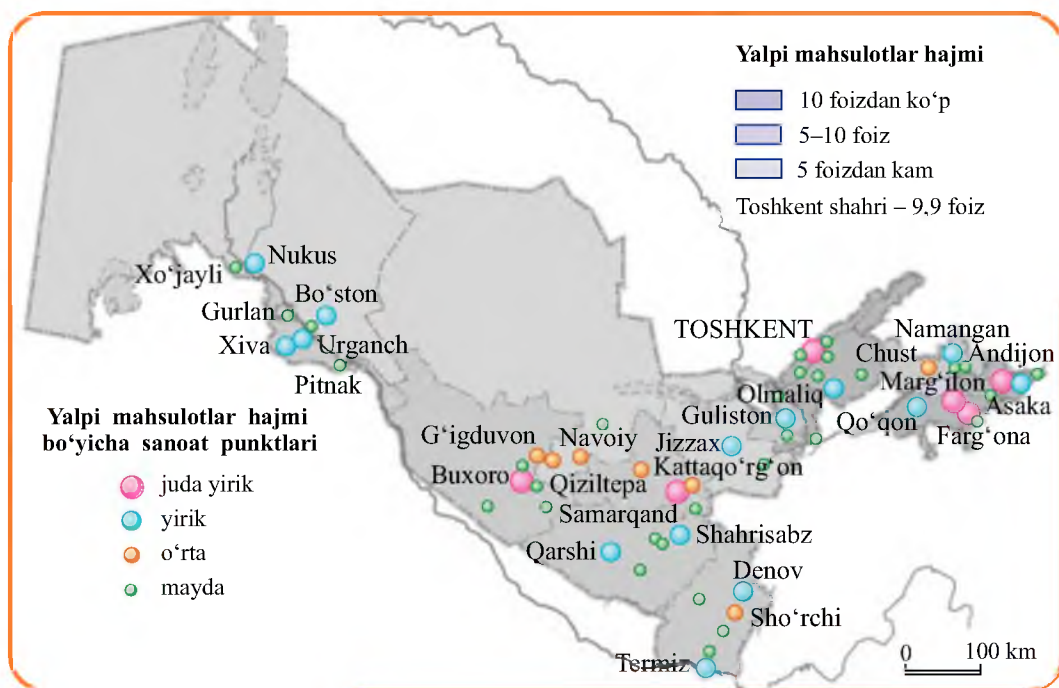 Yalpi mahsulotlar hajmi
10 foizdan ko‘p
5–10 foiz
5 foizdan kam
Toshkent shahri – 9,9 foiz
Nukus
Xo‘jayli
Bo‘ston
Gurlan
Xiva
Urganch
Pitnak
TOSHKENT
Namangan
Chust
Andijon
Marg‘ilon
Olmaliq
Asaka
Guliston
Qo‘qon
Farg‘ona
G‘igduvon
Navoiy
Jizzax
Kattaqo‘rg‘on
Buxoro
Qiziltepa
Samarqand
Shahrisabz
Qarshi
Denov
Sho‘rchi
Termiz
Yalpi mahsulotlar hajmi
bo‘yicha sanoat punktlari
juda yirik
yirik
o‘rta
mayda
0 100 km